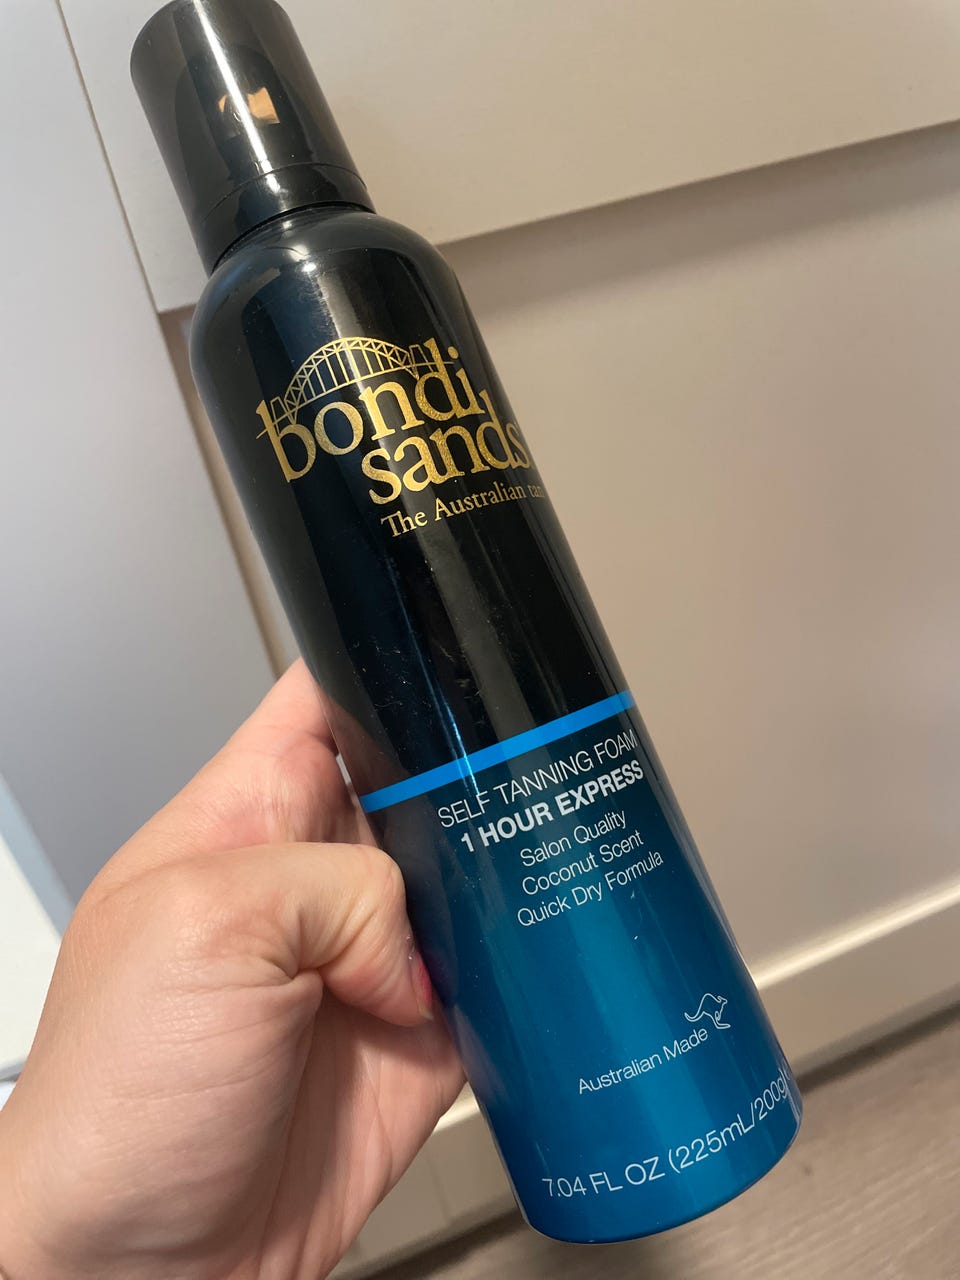 bondi
sands
The Australian tan
SELF TANNING FOAM
1 HOUR EXPRESS
Salon Quality
Coconut Scent
Quick Dry Formula
Australian Made
7.04 FL OZ (225mL/200g)